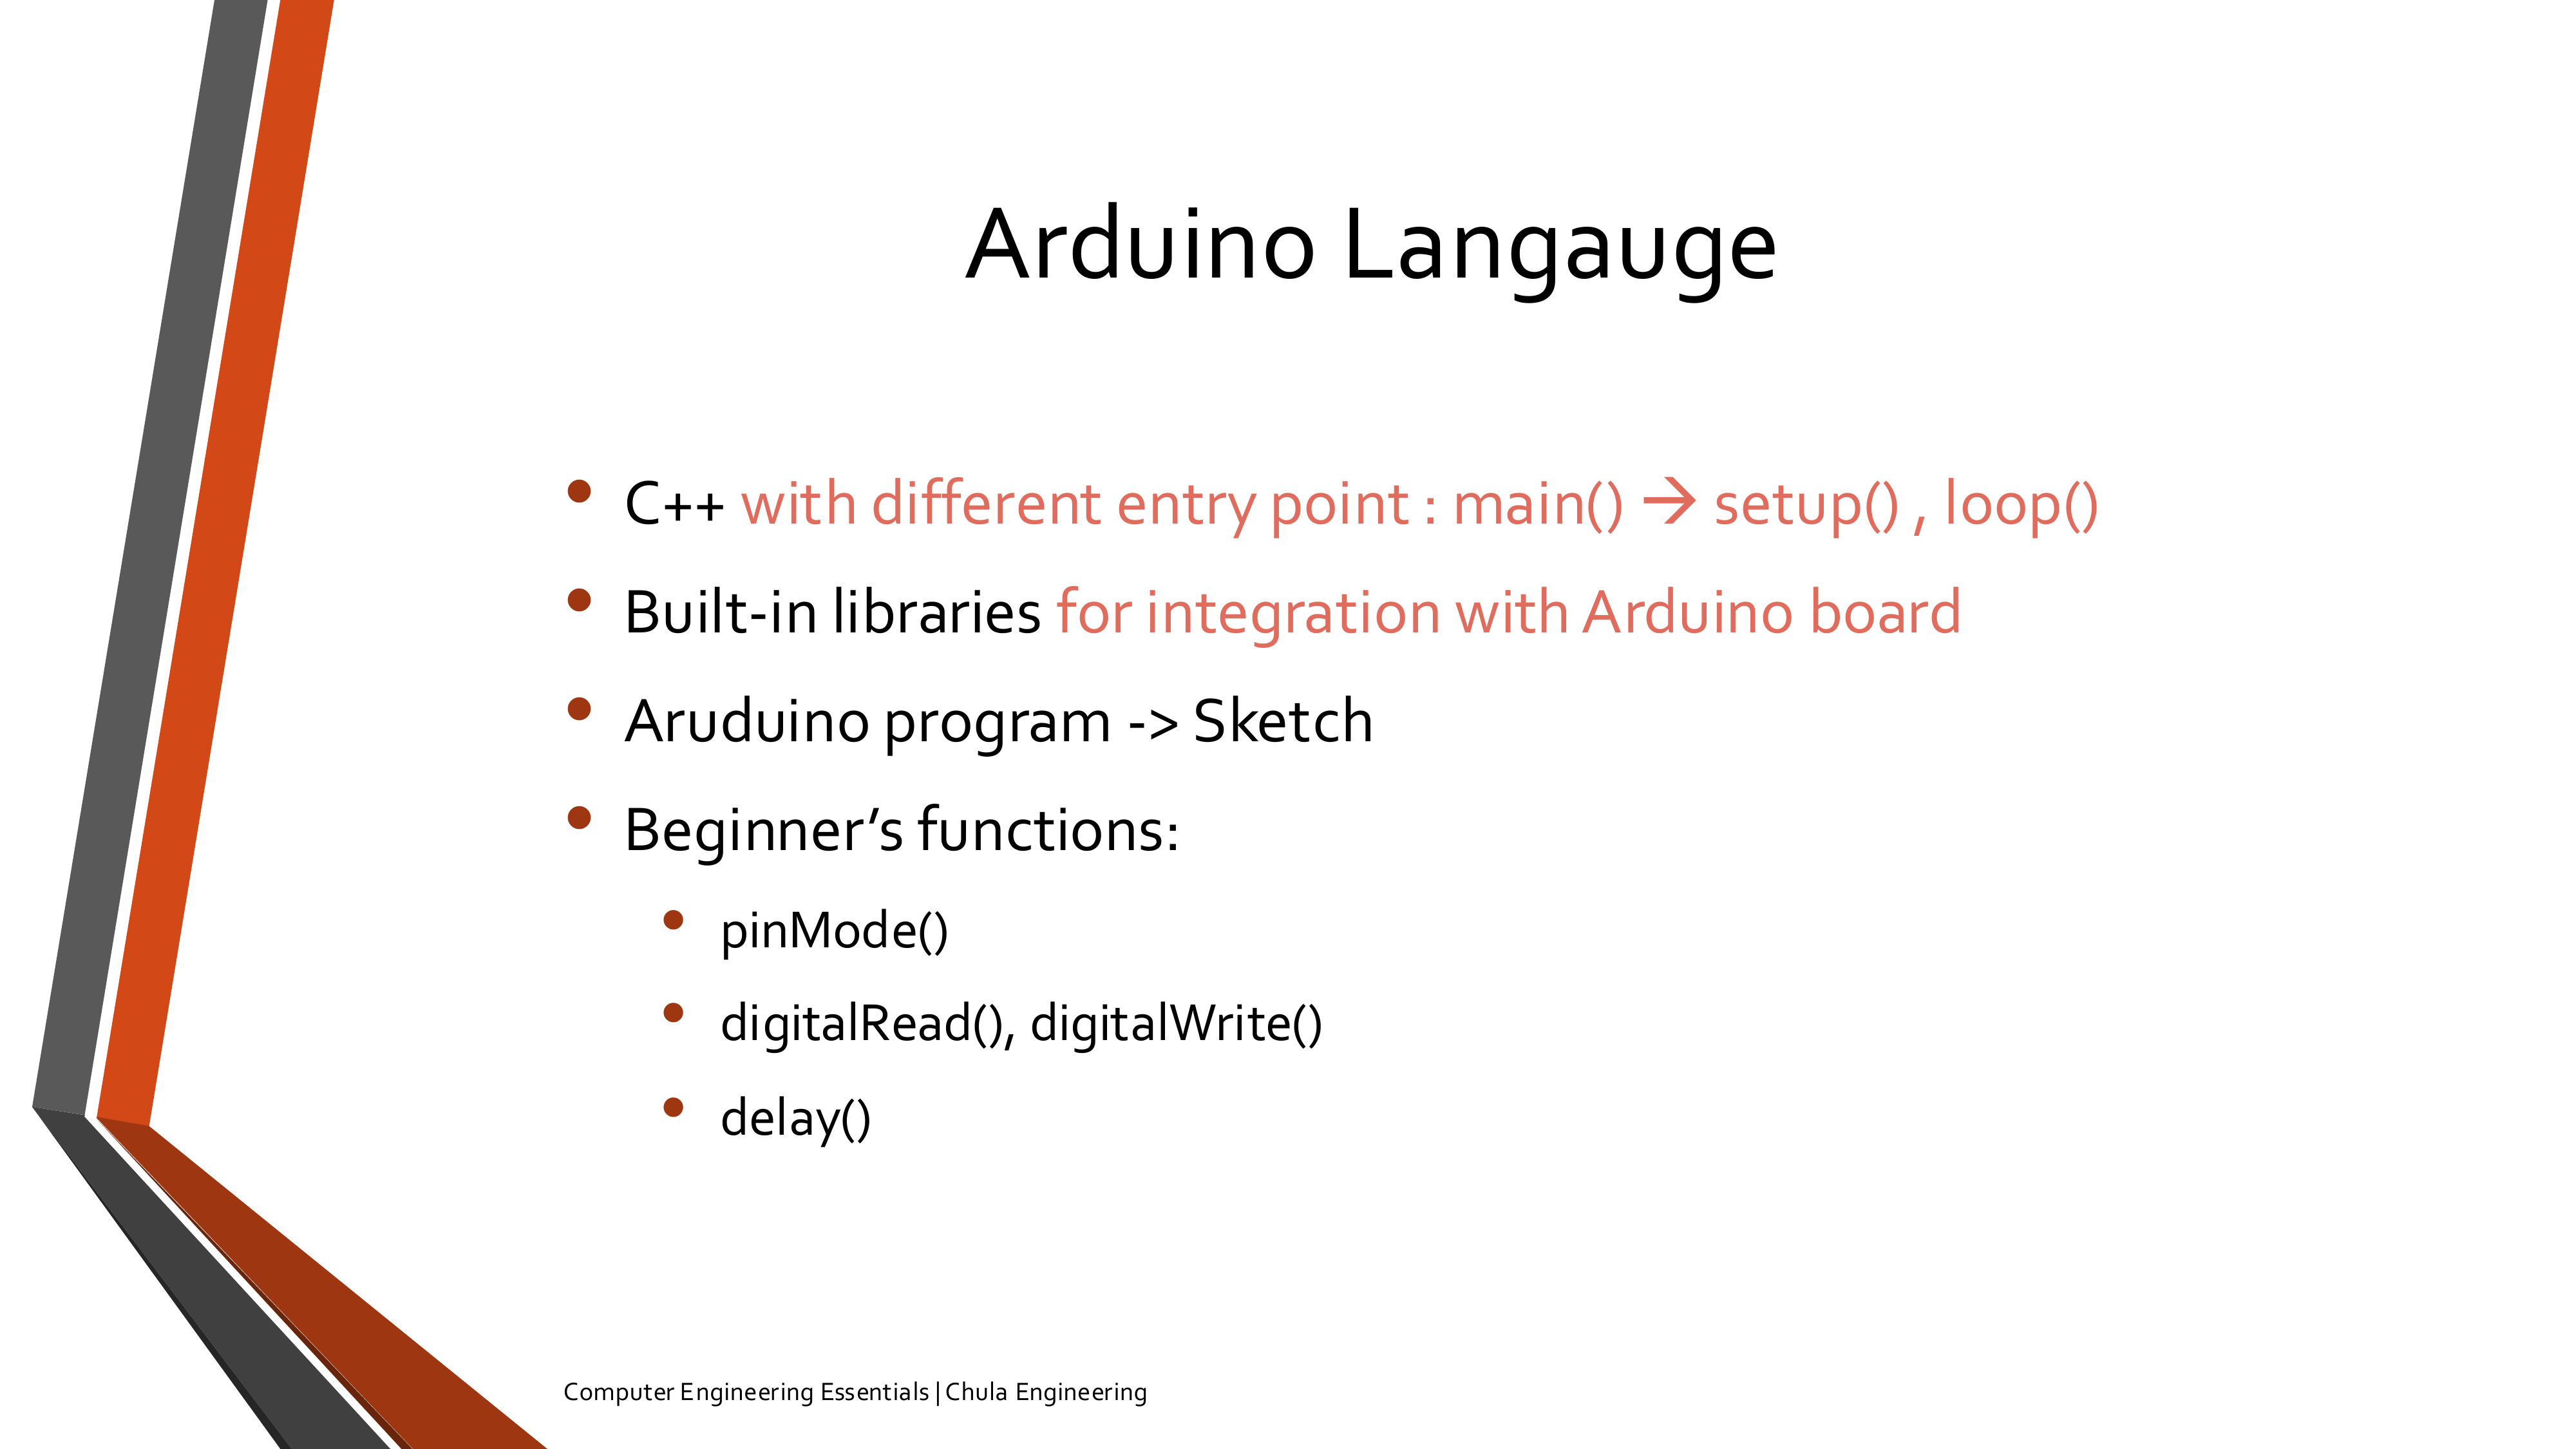 Arduino Langauge
• C++ with different entry point : main() → setup() , loop()
• Built-in libraries for integration with Arduino board
• Aruduino program -> Sketch
• Beginner’s functions:
• pinMode()
• digitalRead(), digitalWrite()
• delay()
Computer Engineering Essentials | Chula Engineering